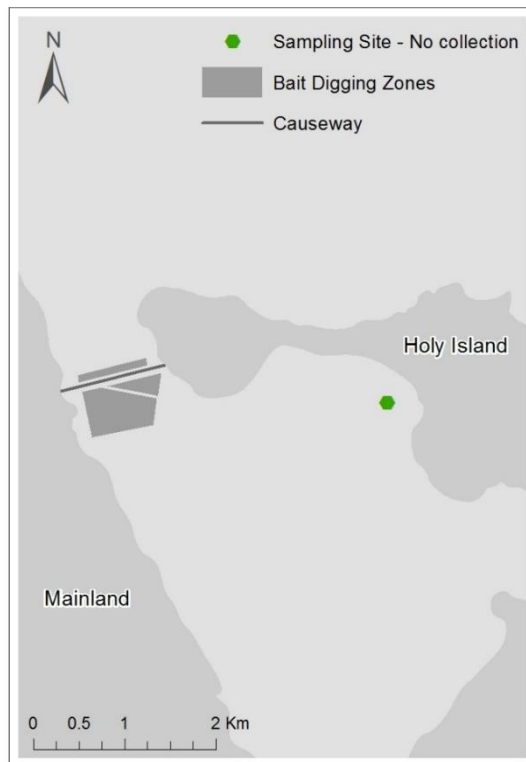 N
Sampling Site - No collection
Bait Digging Zones
Causeway
Holy Island
Mainland
0 0.5 1 2 Km